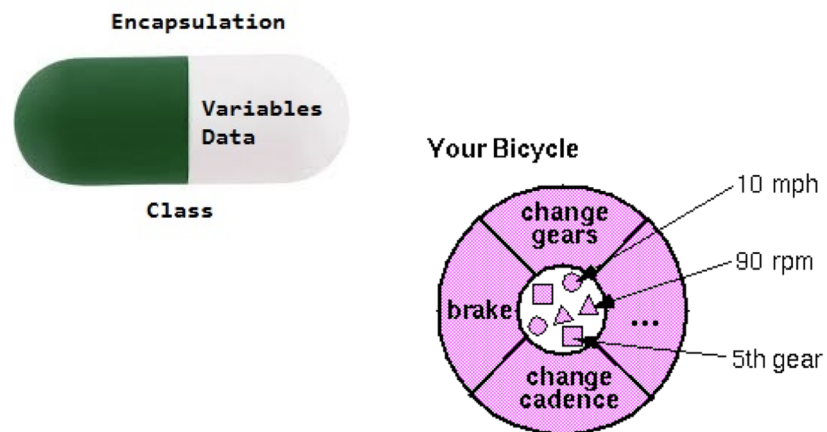 Encapsulation
Variables
Data
Class
Your Bicycle
10 mph
change
gears
90 rpm
brake
...
5th gear
change
cadence